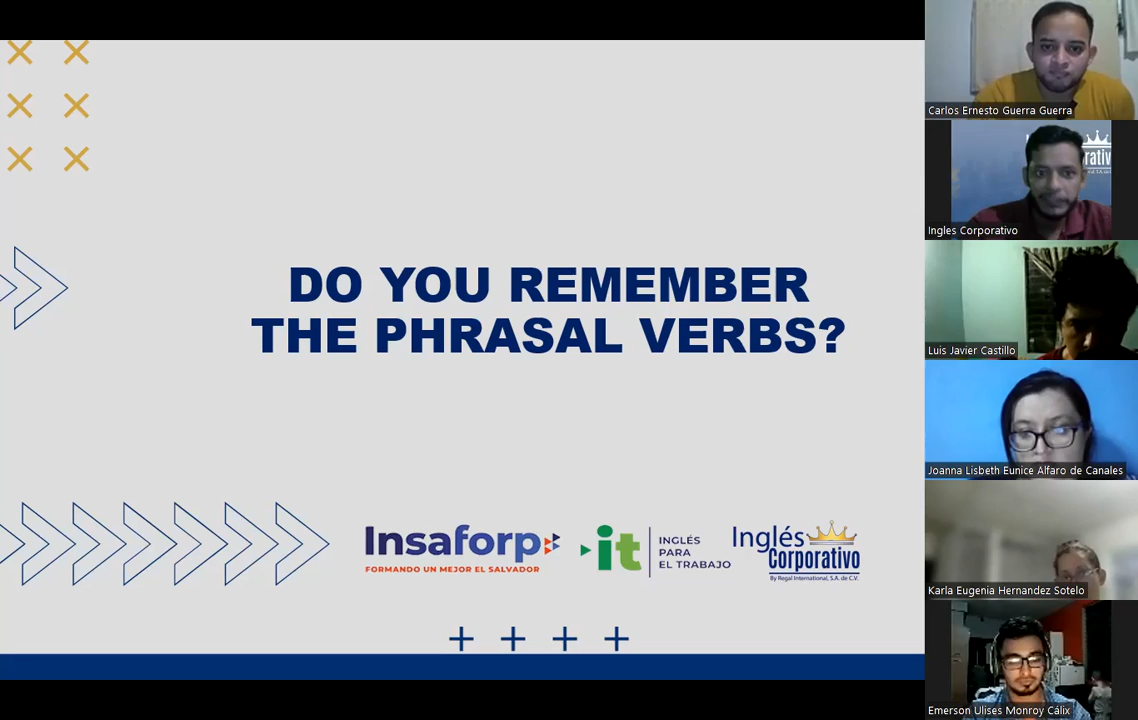 DO YOU REMEMBER
THE PHRASAL VERBS?
Insaforp
FORMANDO UN MEJOR EL SALVADOR
it
INGLÉS
PARA
EL TRABAJO
Inglés
Corporativo
By Regal International, S.A. de C.V.
Carlos Ernesto Guerra Guerra
rativ
Ingles Corporativo
Luis Javier Castillo
Joanna Lisbeth Eunice Alfaro de Canales
Karla Eugenia Hernandez Sotelo
Emerson Ulises Monroy Cálix